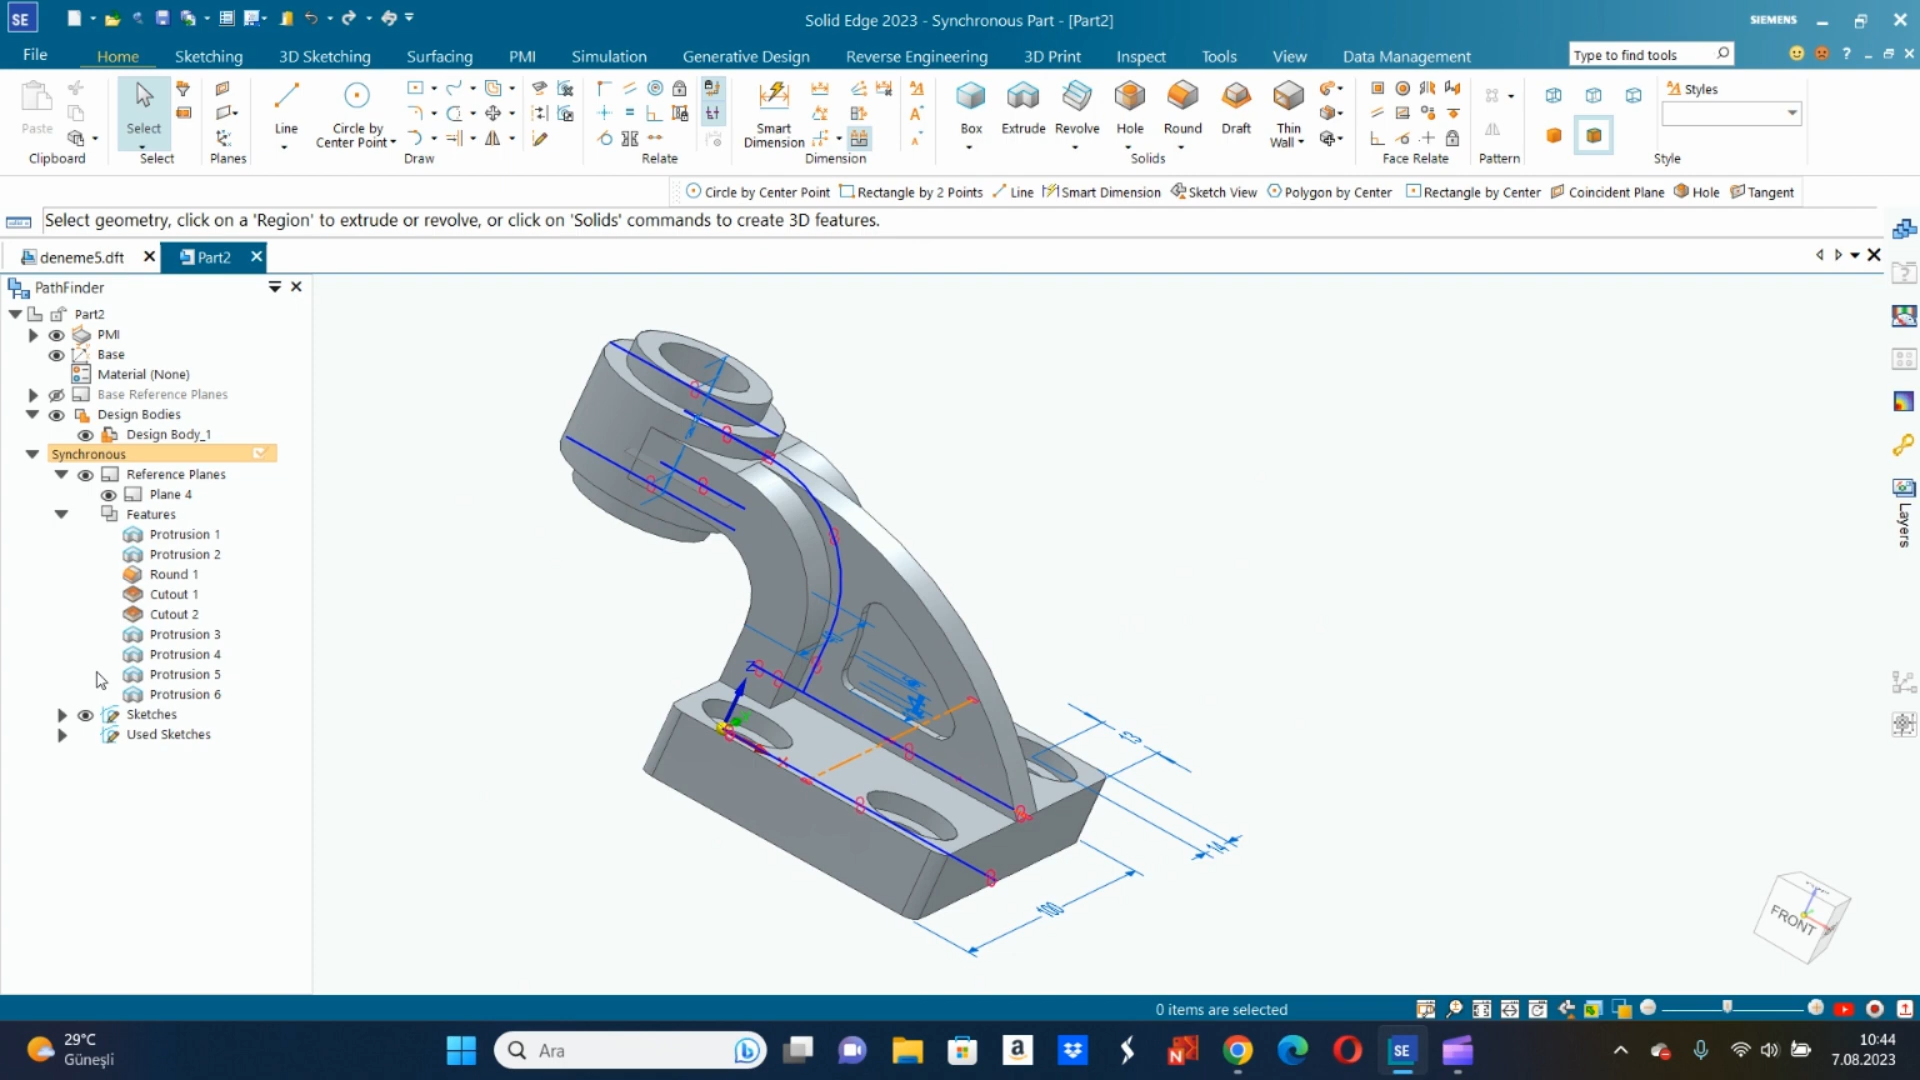 SE
Solid Edge 2023 - Synchronous Part - [Part2]
SIEMENS
File
Home
Sketching
3D Sketching
Surfacing
PMI
Simulation
Generative Design
Reverse Engineering
3D Print
Inspect
Tools
View
Data Management
Type to find tools
Paste
Clipboard
Select
Select
Planes
Line
Circle by
Center Point
Draw
Relate
Smart
Dimension
Dimension
Box
Extrude
Revolve
Hole
Round
Draft
Thin
Wall
Solids
Face Relate
Pattern
Styles
Style
Circle by Center Point
Rectangle by 2 Points
Line
Smart Dimension
Sketch View
Polygon by Center
Rectangle by Center
Coincident Plane
Hole
Tangent
Select geometry, click on a 'Region' to extrude or revolve, or click on 'Solids' commands to create 3D features.
deneme5.dft
Part2
PathFinder
Part2
PMI
Base
Material (None)
Base Reference Planes
Design Bodies
Design Body_1
Synchronous
Reference Planes
Plane 4
Features
Protrusion 1
Protrusion 2
Round 1
Cutout 1
Cutout 2
Protrusion 3
Protrusion 4
Protrusion 5
Protrusion 6
Sketches
Used Sketches
Layers
Z
X
100
FRONT
0 items are selected
29°C
Güneşli
Ara
SE
10:44
7.08.2023